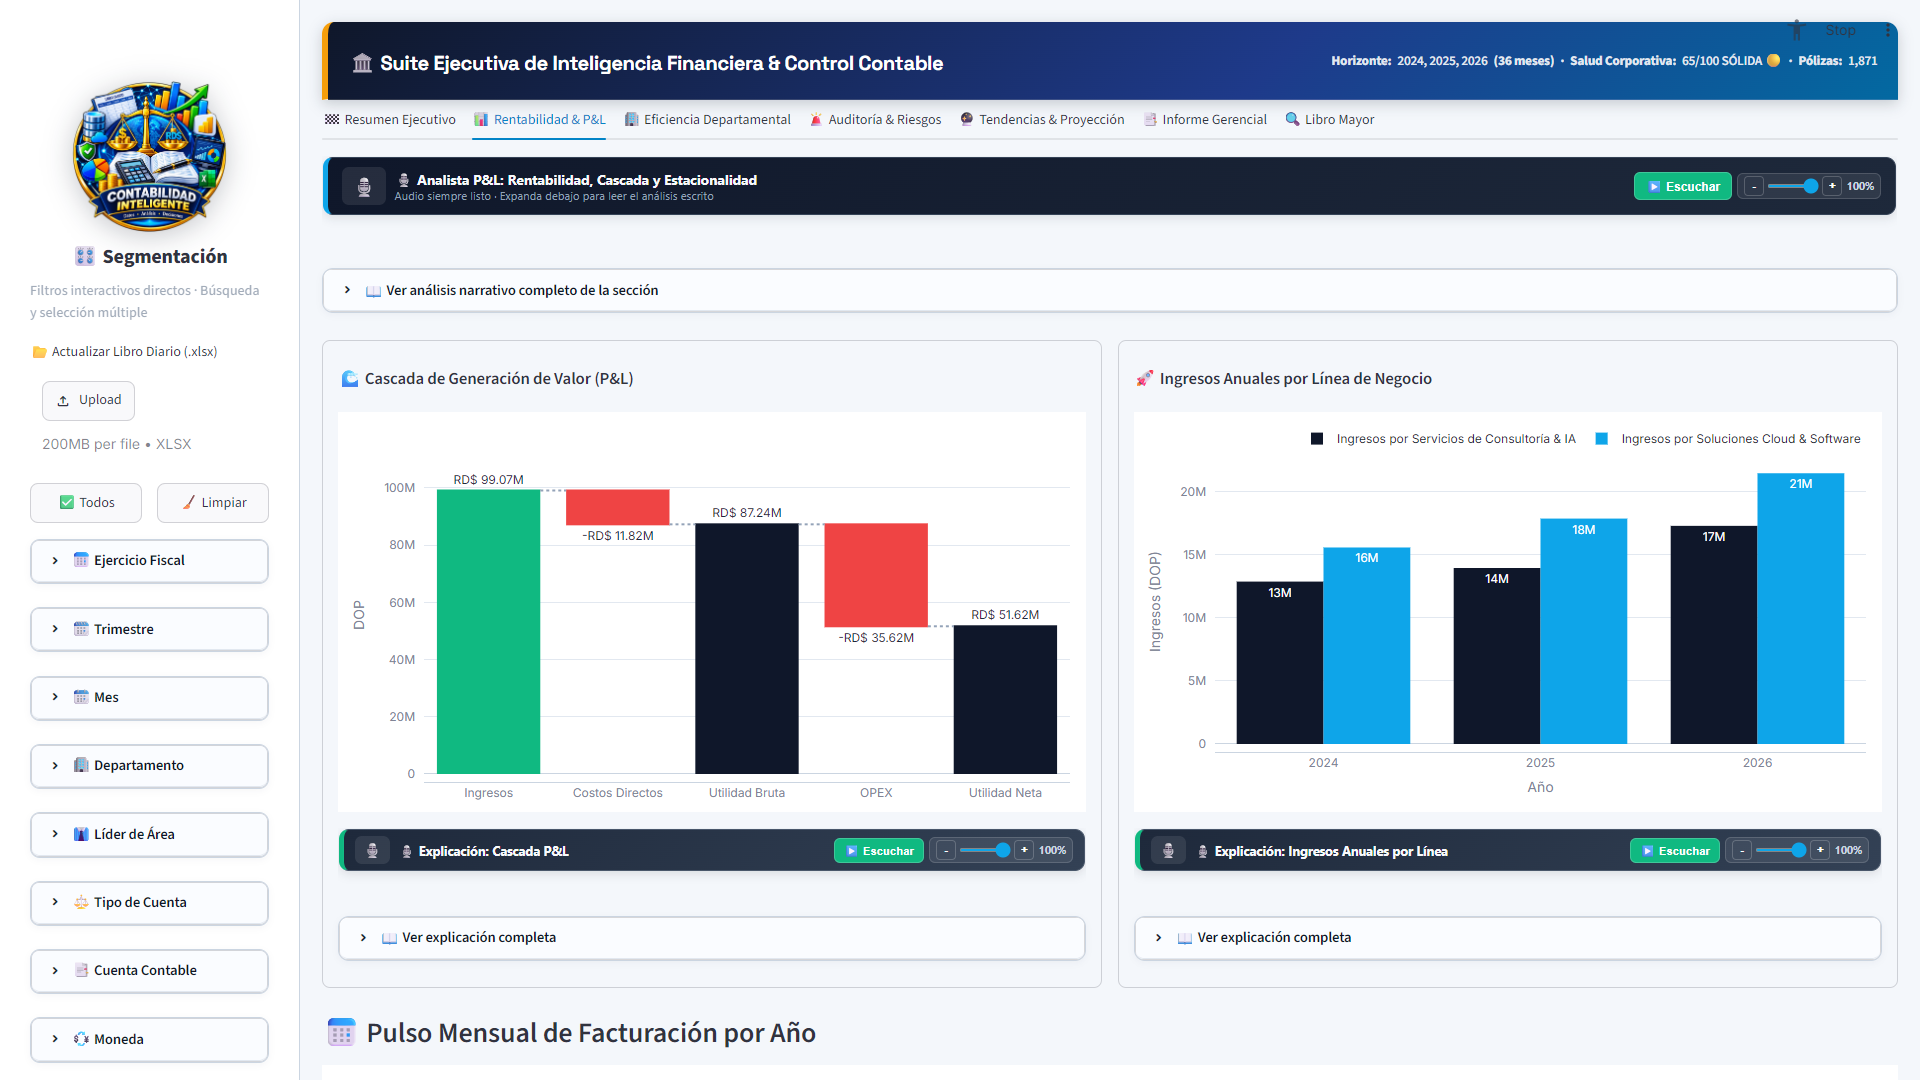 CONTABILIDAD
INTELIGENTE
Segmentación
Filtros interactivos directos · Búsqueda
y selección múltiple
Actualizar Libro Diario (.xlsx)
Upload
200MB per file • XLSX
Todos
Limpiar
Ejercicio Fiscal
Trimestre
Mes
Departamento
Líder de Área
Tipo de Cuenta
Cuenta Contable
Moneda
Stop
Suite Ejecutiva de Inteligencia Financiera & Control Contable
Horizonte: 2024, 2025, 2026 (36 meses) • Salud Corporativa: 65/100 SÓLIDA • Pólizas: 1,871
Resumen Ejecutivo
Rentabilidad & P&L
Eficiencia Departamental
Auditoría & Riesgos
Tendencias & Proyección
Informe Gerencial
Libro Mayor
Analista P&L: Rentabilidad, Cascada y Estacionalidad
Audio siempre listo · Expanda debajo para leer el análisis escrito
Escuchar
- + 100%
Ver análisis narrativo completo de la sección
Cascada de Generación de Valor (P&L)
DOP
100M
80M
60M
40M
20M
0
RD$ 99.07M
-RD$ 11.82M
RD$ 87.24M
-RD$ 35.62M
RD$ 51.62M
Ingresos
Costos Directos
Utilidad Bruta
OPEX
Utilidad Neta
Explicación: Cascada P&L
Escuchar
- + 100%
Ver explicación completa
Ingresos Anuales por Línea de Negocio
Ingresos por Servicios de Consultoría & IA
Ingresos por Soluciones Cloud & Software
Ingresos (DOP)
20M
15M
10M
5M
0
13M
16M
14M
18M
17M
21M
2024
2025
2026
Año
Explicación: Ingresos Anuales por Línea
Escuchar
- + 100%
Ver explicación completa
Pulso Mensual de Facturación por Año